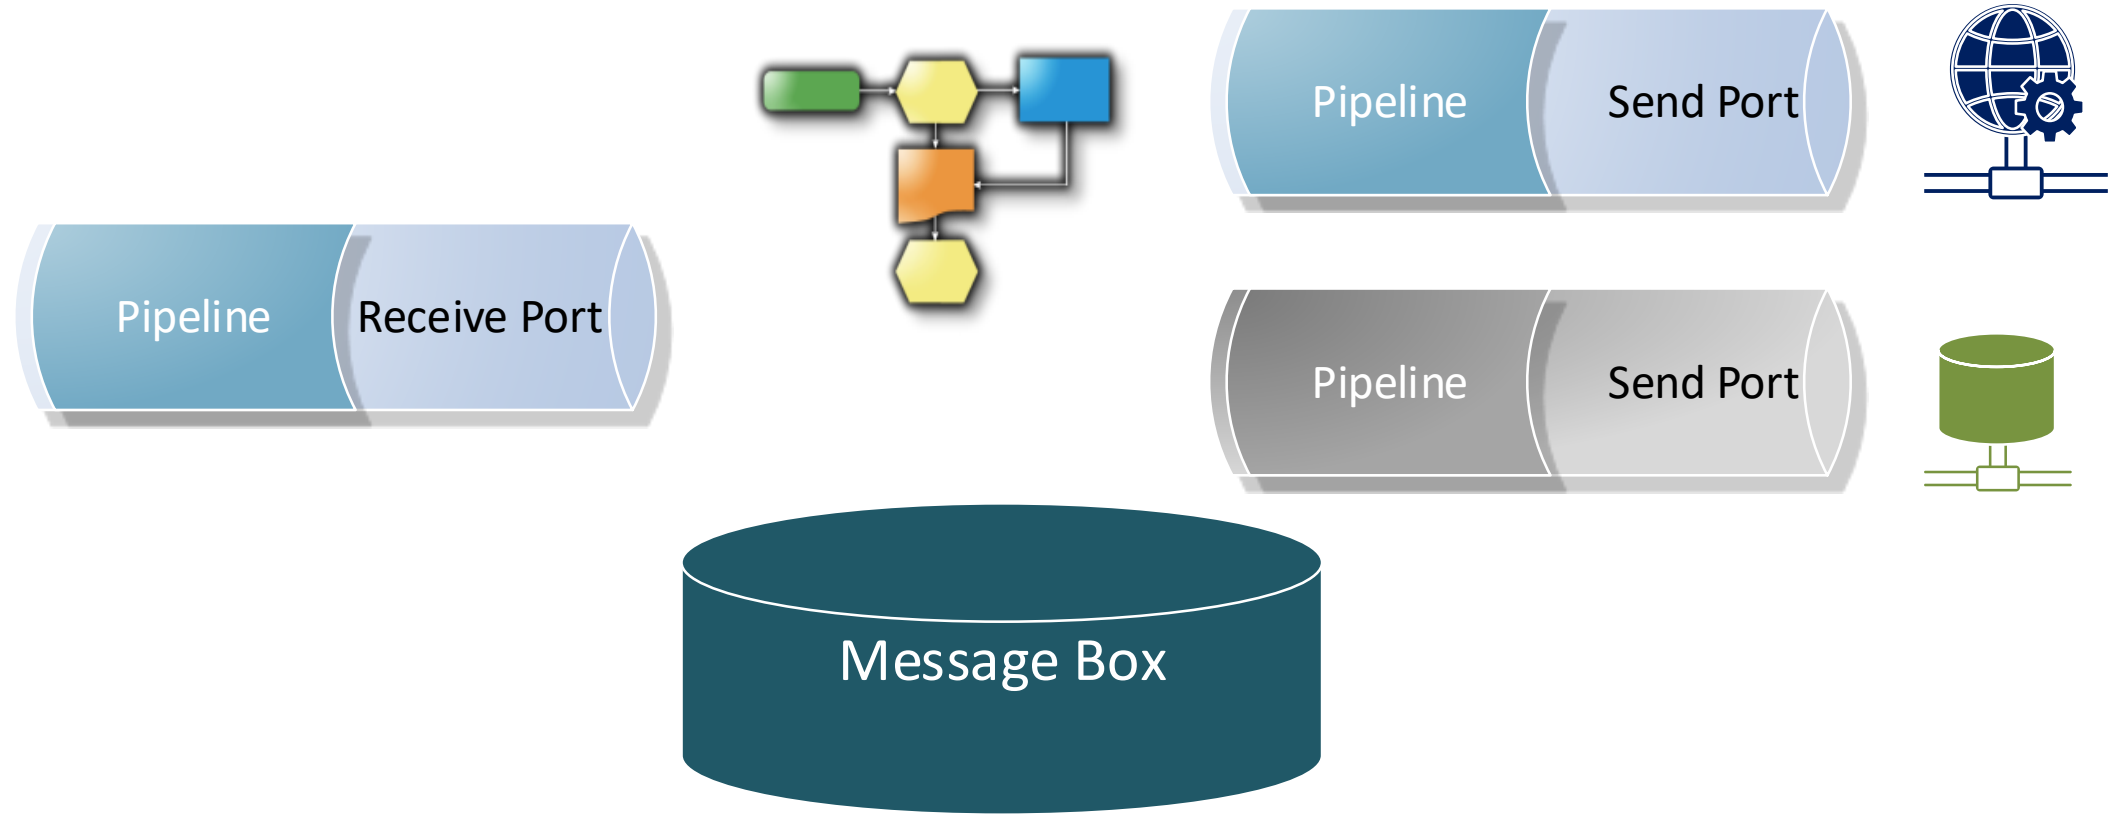 Pipeline Send Port
Pipeline Receive Port
Pipeline Send Port
Message Box